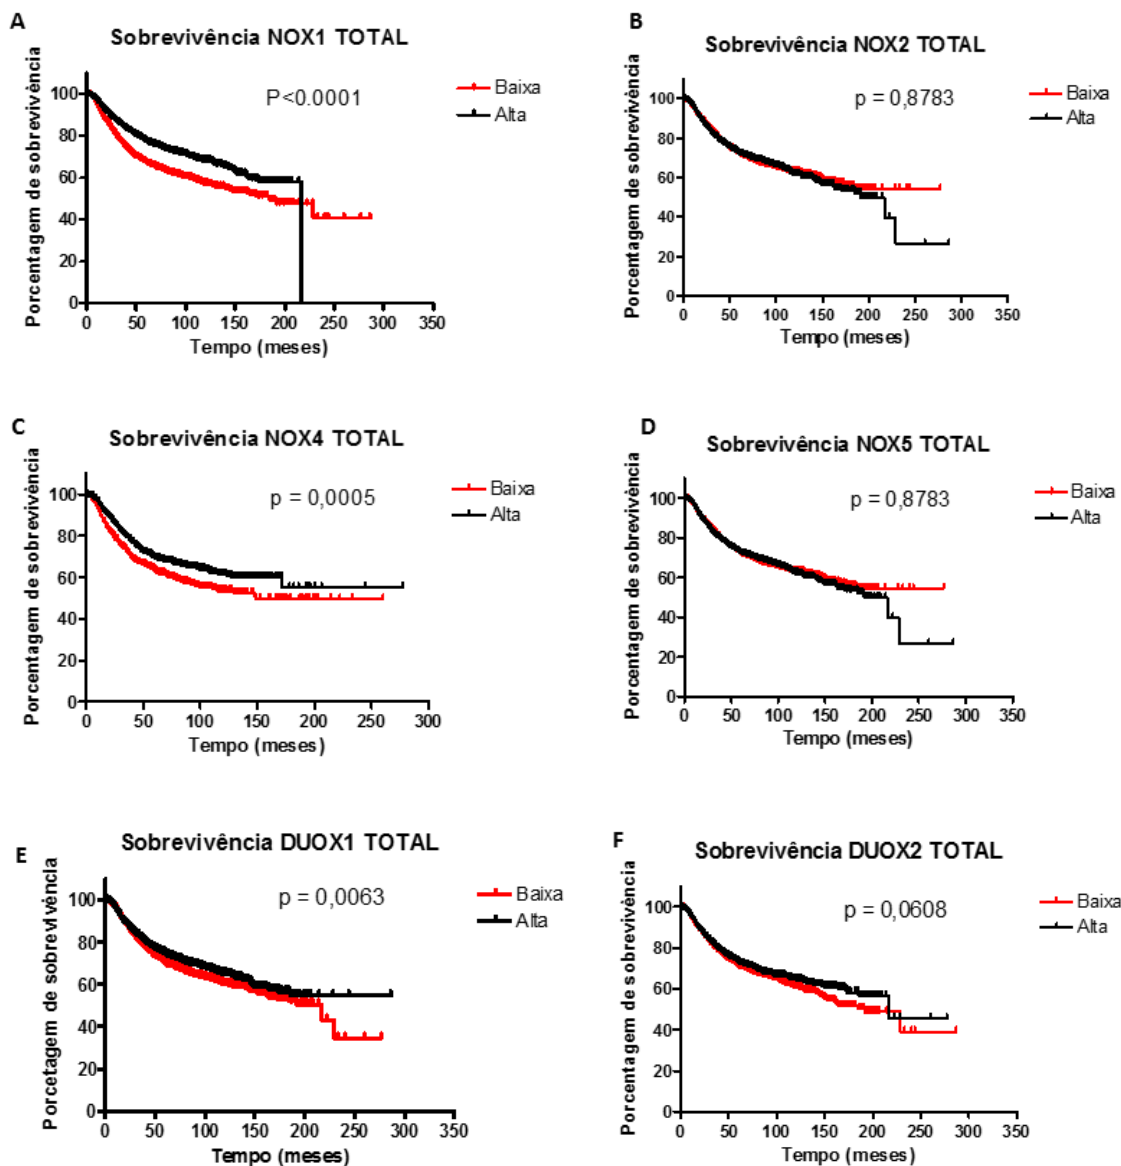 A
Sobrevivência NOX1 TOTAL
Porcentagem de sobrevivência
P<0.0001
Baixa
Alta
100
80
60
40
20
0
0 50 100 150 200 250 300 350
Tempo (meses)
B
Sobrevivência NOX2 TOTAL
Porcentagem de sobrevivência
p = 0,8783
Baixa
Alta
100
80
60
40
20
0
0 50 100 150 200 250 300 350
Tempo (meses)
C
Sobrevivência NOX4 TOTAL
Porcentagem de sobrevivência
p = 0,0005
Baixa
Alta
100
80
60
40
20
0
0 50 100 150 200 250 300
Tempo (meses)
D
Sobrevivência NOX5 TOTAL
Porcentagem de sobrevivência
p = 0,8783
Baixa
Alta
100
80
60
40
20
0
0 50 100 150 200 250 300 350
Tempo (meses)
E
Sobrevivência DUOX1 TOTAL
Porcetagem de sobrevivência
p = 0,0063
Baixa
Alta
100
80
60
40
20
0
0 50 100 150 200 250 300 350
Tempo (meses)
F
Sobrevivência DUOX2 TOTAL
Porcentagem de sobrevivência
p = 0,0608
Baixa
Alta
100
80
60
40
20
0
0 50 100 150 200 250 300 350
Tempo (meses)